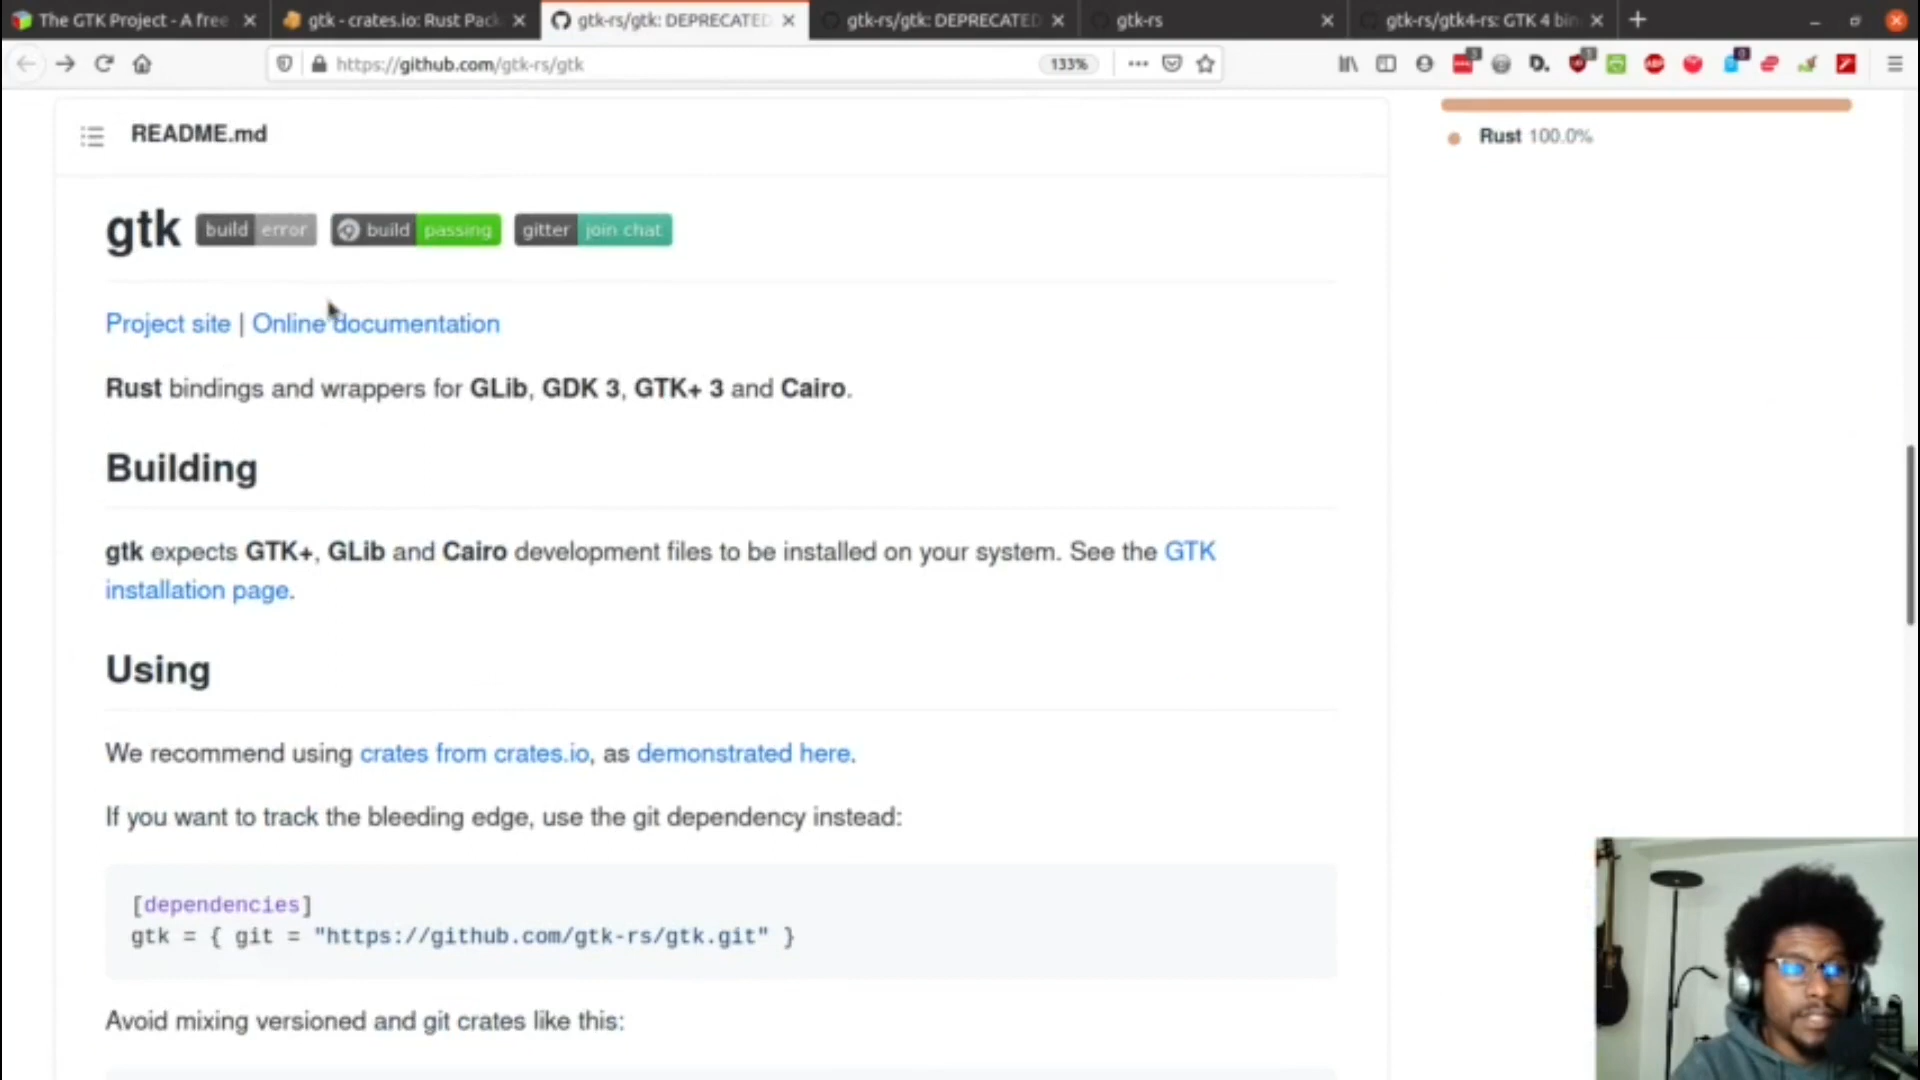 The GTK Project - A free
gtk - crates.io: Rust Pack
gtk-rs/gtk: DEPRECATED
gtk-rs/gtk: DEPRECATED
gtk-rs
gtk-rs/gtk4-rs: GTK 4 bin
https://github.com/gtk-rs/gtk
133%
README.md
Rust 100.0%
gtk build error build passing gitter join chat
Project site | Online documentation
Rust bindings and wrappers for GLib, GDK 3, GTK+ 3 and Cairo.
Building
gtk expects GTK+, GLib and Cairo development files to be installed on your system. See the GTK
installation page.
Using
We recommend using crates from crates.io, as demonstrated here.
If you want to track the bleeding edge, use the git dependency instead:
[dependencies]
gtk = { git = "https://github.com/gtk-rs/gtk.git" }
Avoid mixing versioned and git crates like this: